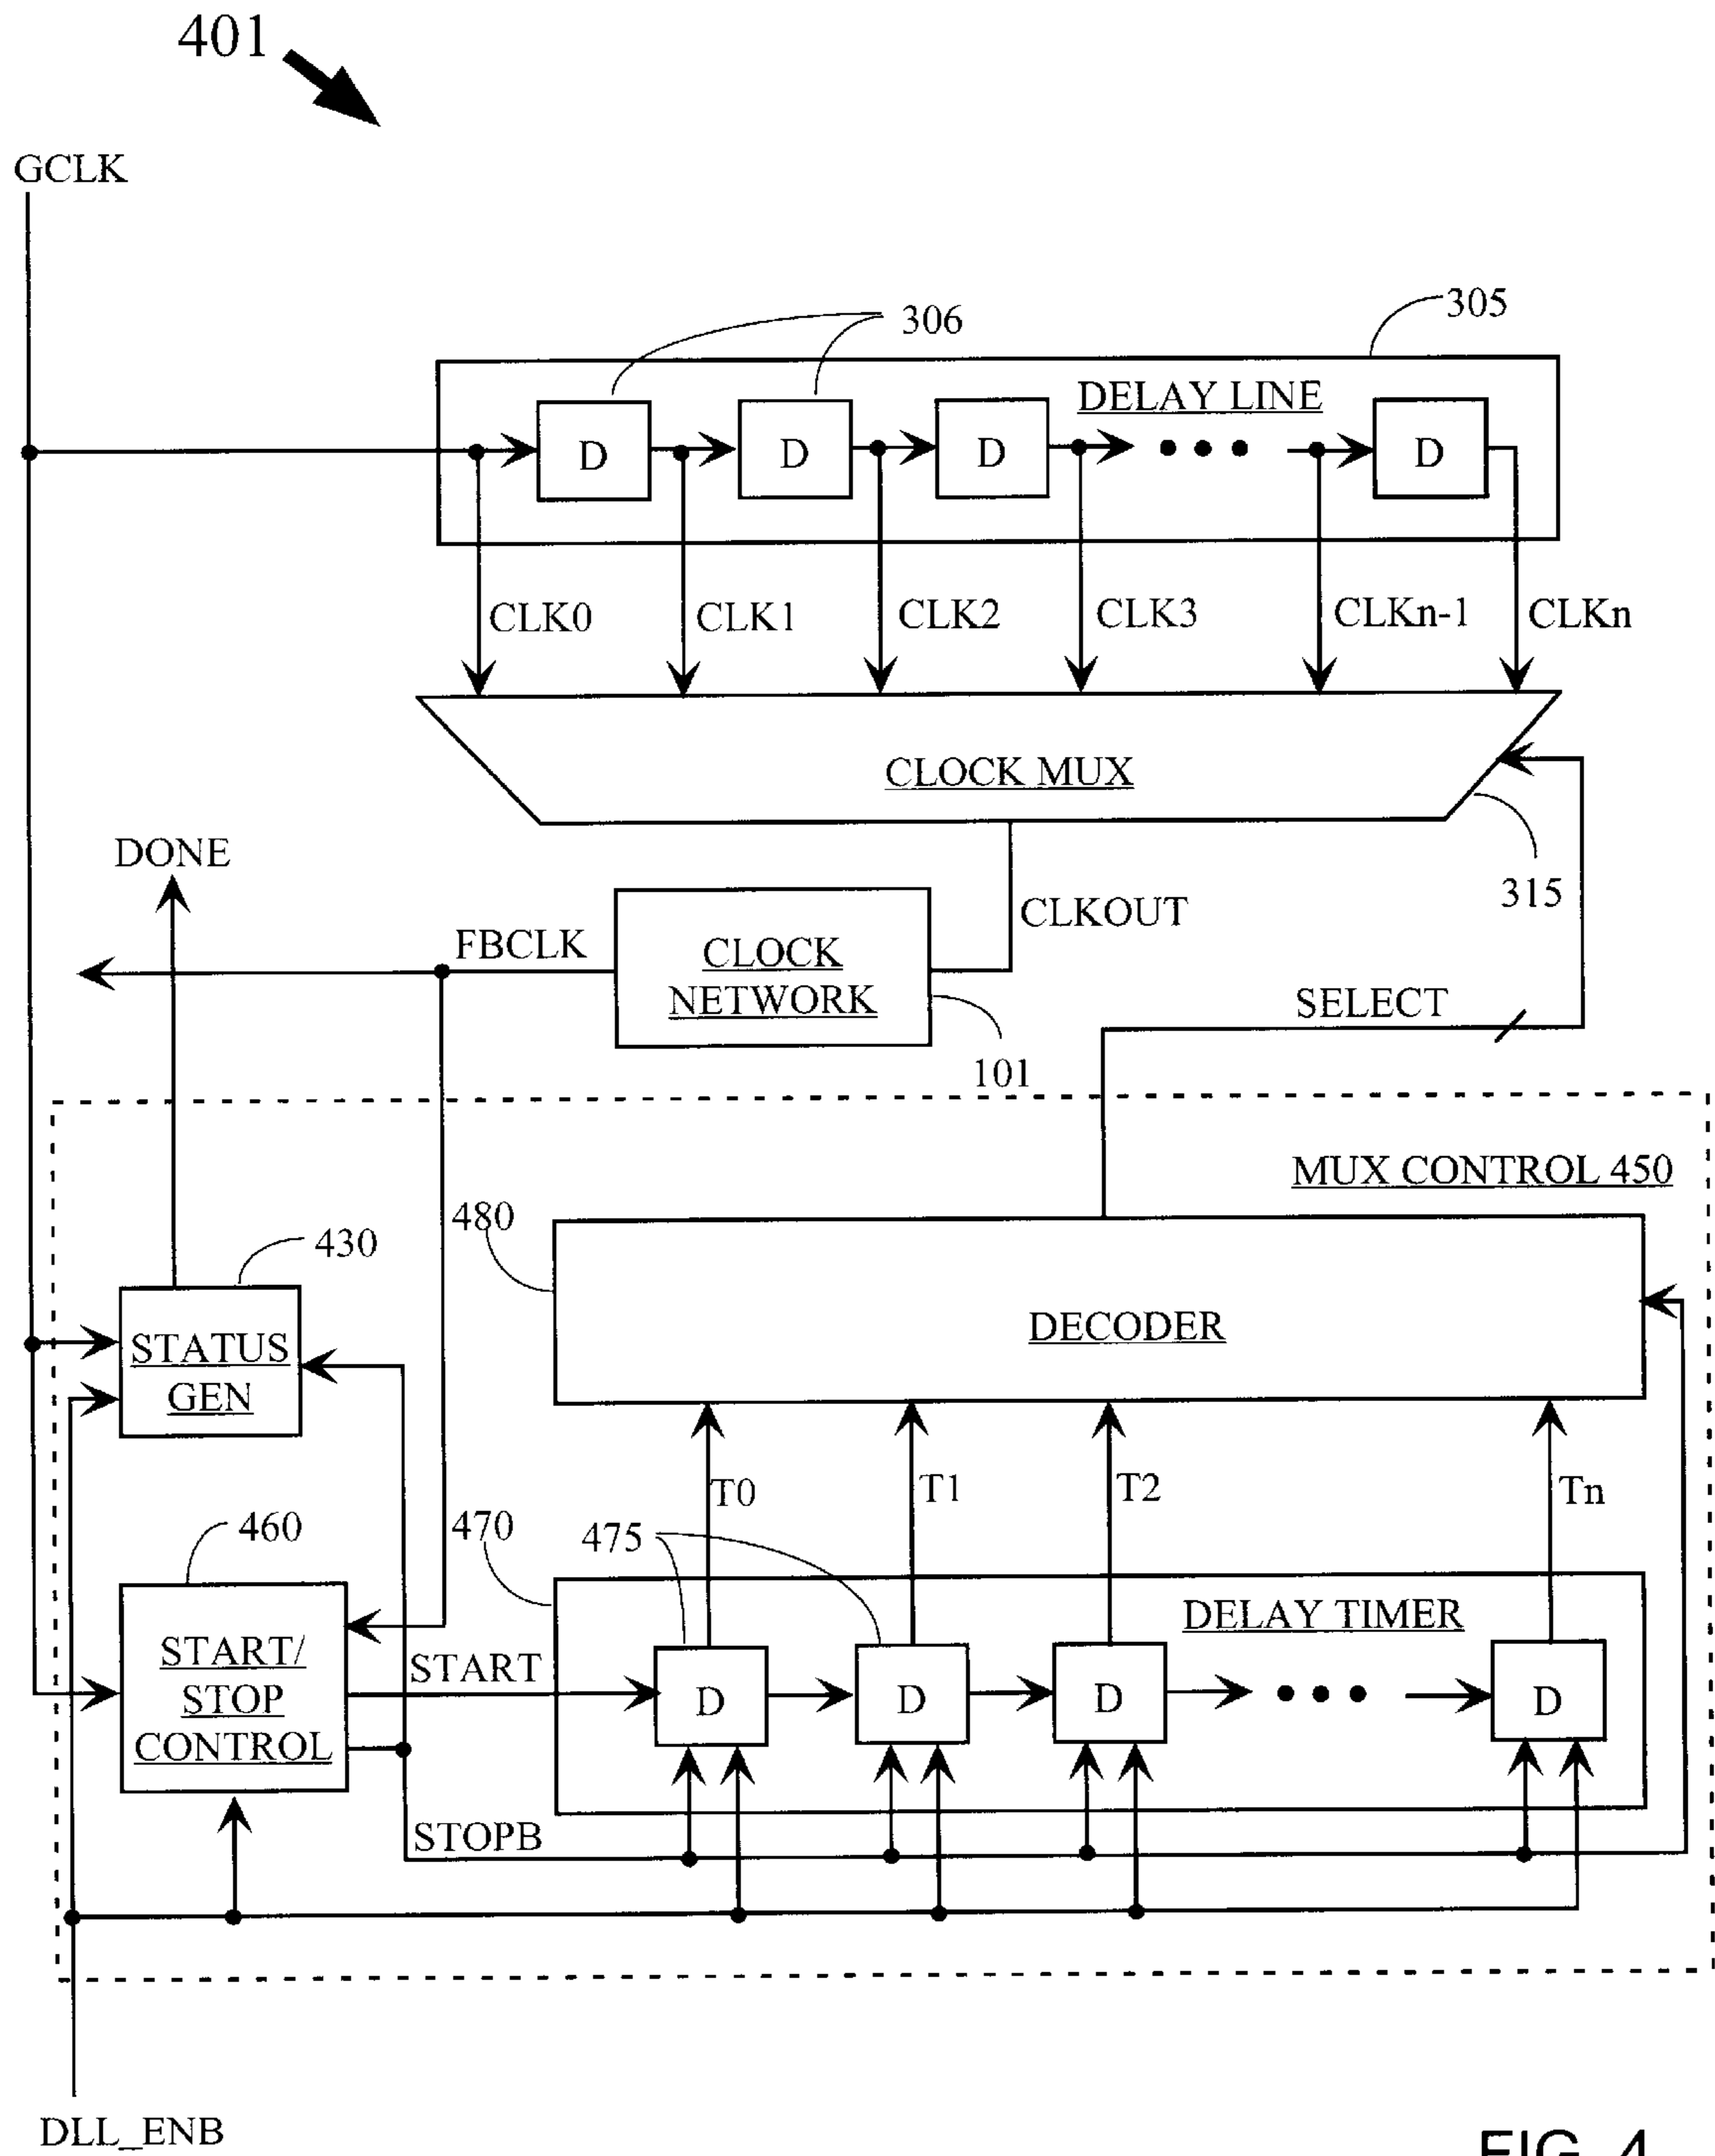 401
GCLK
306
305
DELAY LINE
D
D
D
D
CLK0
CLK1
CLK2
CLK3
CLKn-1
CLKn
CLOCK MUX
315
DONE
CLKOUT
FBCLK
CLOCK
NETWORK
101
SELECT
MUX CONTROL 450
480
430
STATUS
GEN
DECODER
T0
T1
T2
Tn
460
470
475
DELAY TIMER
START/
STOP
CONTROL
START
D
D
D
D
STOPB
DLL_ENB
FIG. 4